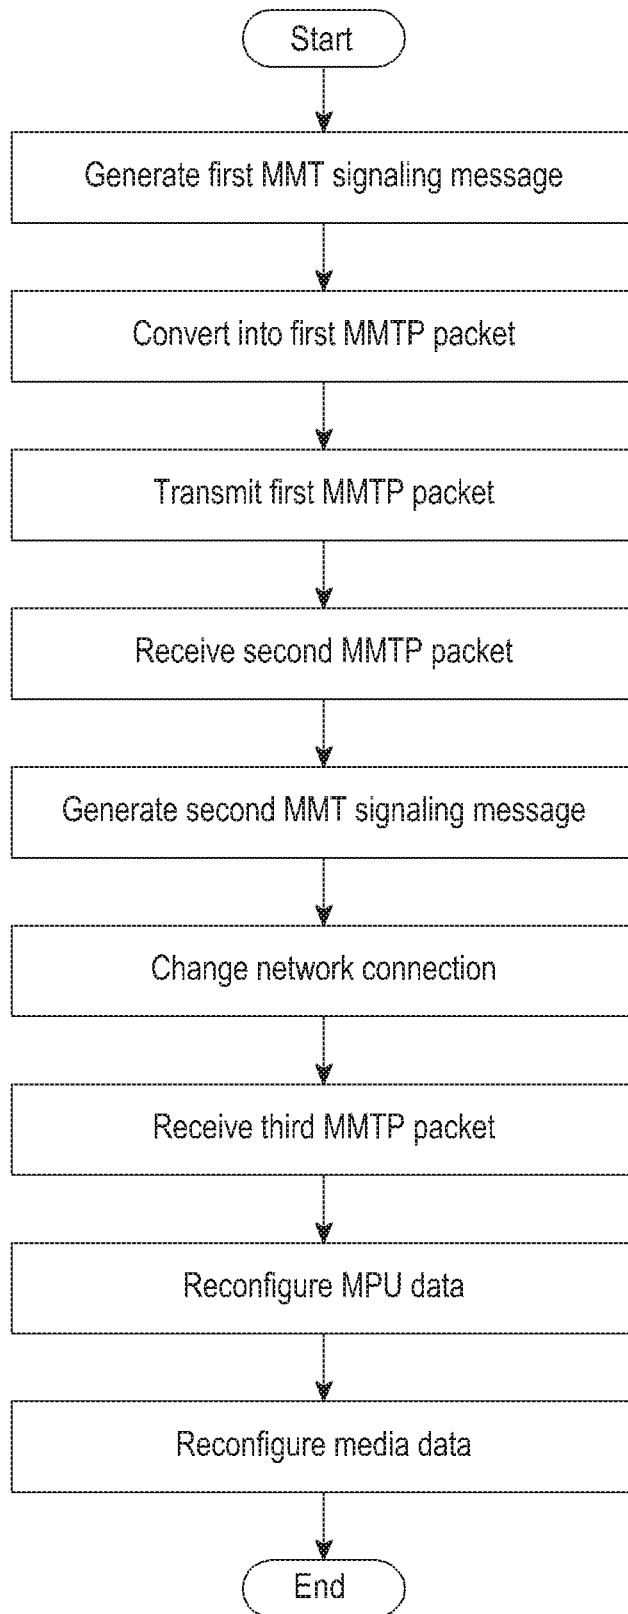 Start
Generate first MMT signaling message
Convert into first MMTP packet
Transmit first MMTP packet
Receive second MMTP packet
Generate second MMT signaling message
Change network connection
Receive third MMTP packet
Reconfigure MPU data
Reconfigure media data
End